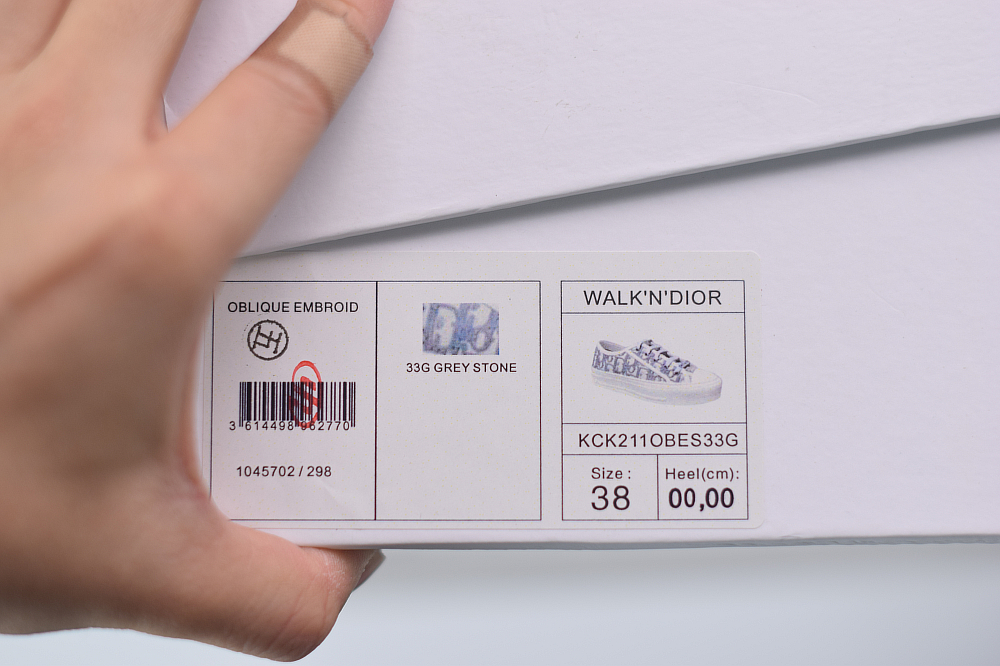 OBLIQUE EMBROID
3 614498 962770
1045702 / 298
33G GREY STONE
WALK'N'DIOR
KCK211OBES33G
Size :
38
Heel(cm):
00,00